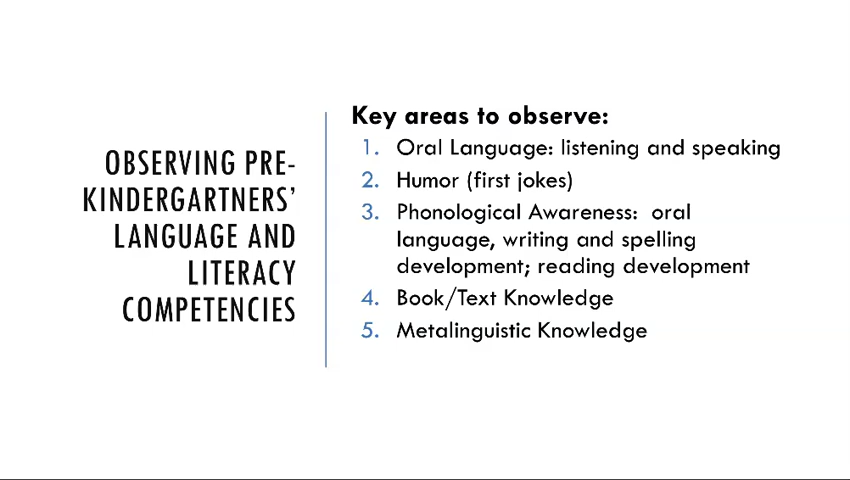 OBSERVING PRE-
KINDERGARTNERS'
LANGUAGE AND
LITERACY
COMPETENCIES
Key areas to observe:
1. Oral Language: listening and speaking
2. Humor (first jokes)
3. Phonological Awareness: oral
language, writing and spelling
development; reading development
4. Book/Text Knowledge
5. Metalinguistic Knowledge